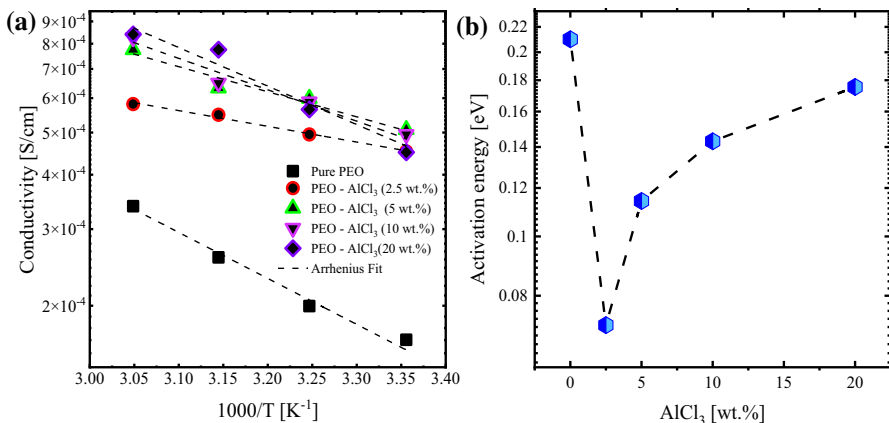 (a)
Conductivity [S/cm]
9×10⁻⁴
8×10⁻⁴
7×10⁻⁴
6×10⁻⁴
5×10⁻⁴
4×10⁻⁴
3×10⁻⁴
2×10⁻⁴
Pure PEO
PEO - AlCl₃ (2.5 wt.%)
PEO - AlCl₃ (5 wt.%)
PEO - AlCl₃ (10 wt.%)
PEO - AlCl₃(20 wt.%)
Arrhenius Fit
3.00 3.05 3.10 3.15 3.20 3.25 3.30 3.35 3.40
1000/T [K⁻¹]
(b)
Activation energy [eV]
0.22
0.2
0.18
0.16
0.14
0.12
0.1
0.08
0 5 10 15 20
AlCl₃ [wt.%]